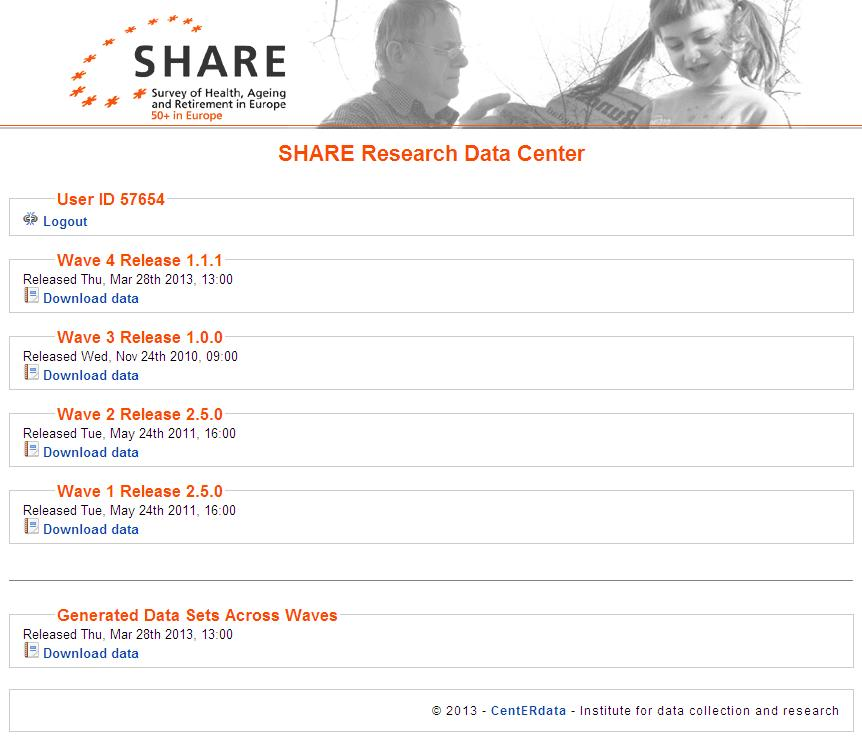 SHARE
Survey of Health, Ageing
and Retirement in Europe
50+ in Europe
SHARE Research Data Center
User ID 57654
Logout
Wave 4 Release 1.1.1
Released Thu, Mar 28th 2013, 13:00
Download data
Wave 3 Release 1.0.0
Released Wed, Nov 24th 2010, 09:00
Download data
Wave 2 Release 2.5.0
Released Tue, May 24th 2011, 16:00
Download data
Wave 1 Release 2.5.0
Released Tue, May 24th 2011, 16:00
Download data
Generated Data Sets Across Waves
Released Thu, Mar 28th 2013, 13:00
Download data
© 2013 - CentERdata - Institute for data collection and research